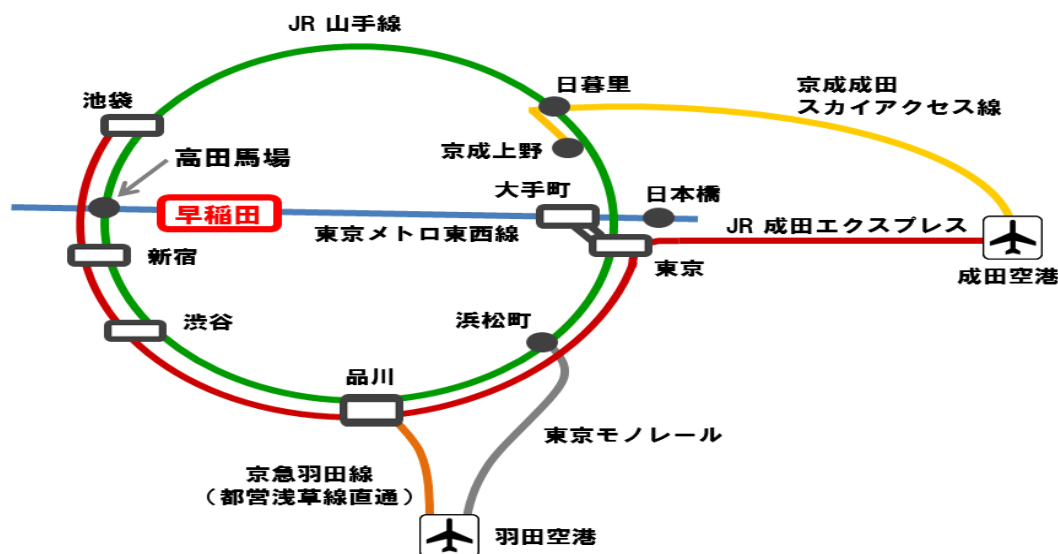 JR 山手線
日暮里
京成成田
スカイアクセス線
池袋
高田馬場
京成上野
大手町
日本橋
早稲田
東京メトロ東西線
JR 成田エクスプレス
新宿
東京
成田空港
渋谷
浜松町
品川
東京モノレール
京急羽田線
（都営浅草線直通）
羽田空港